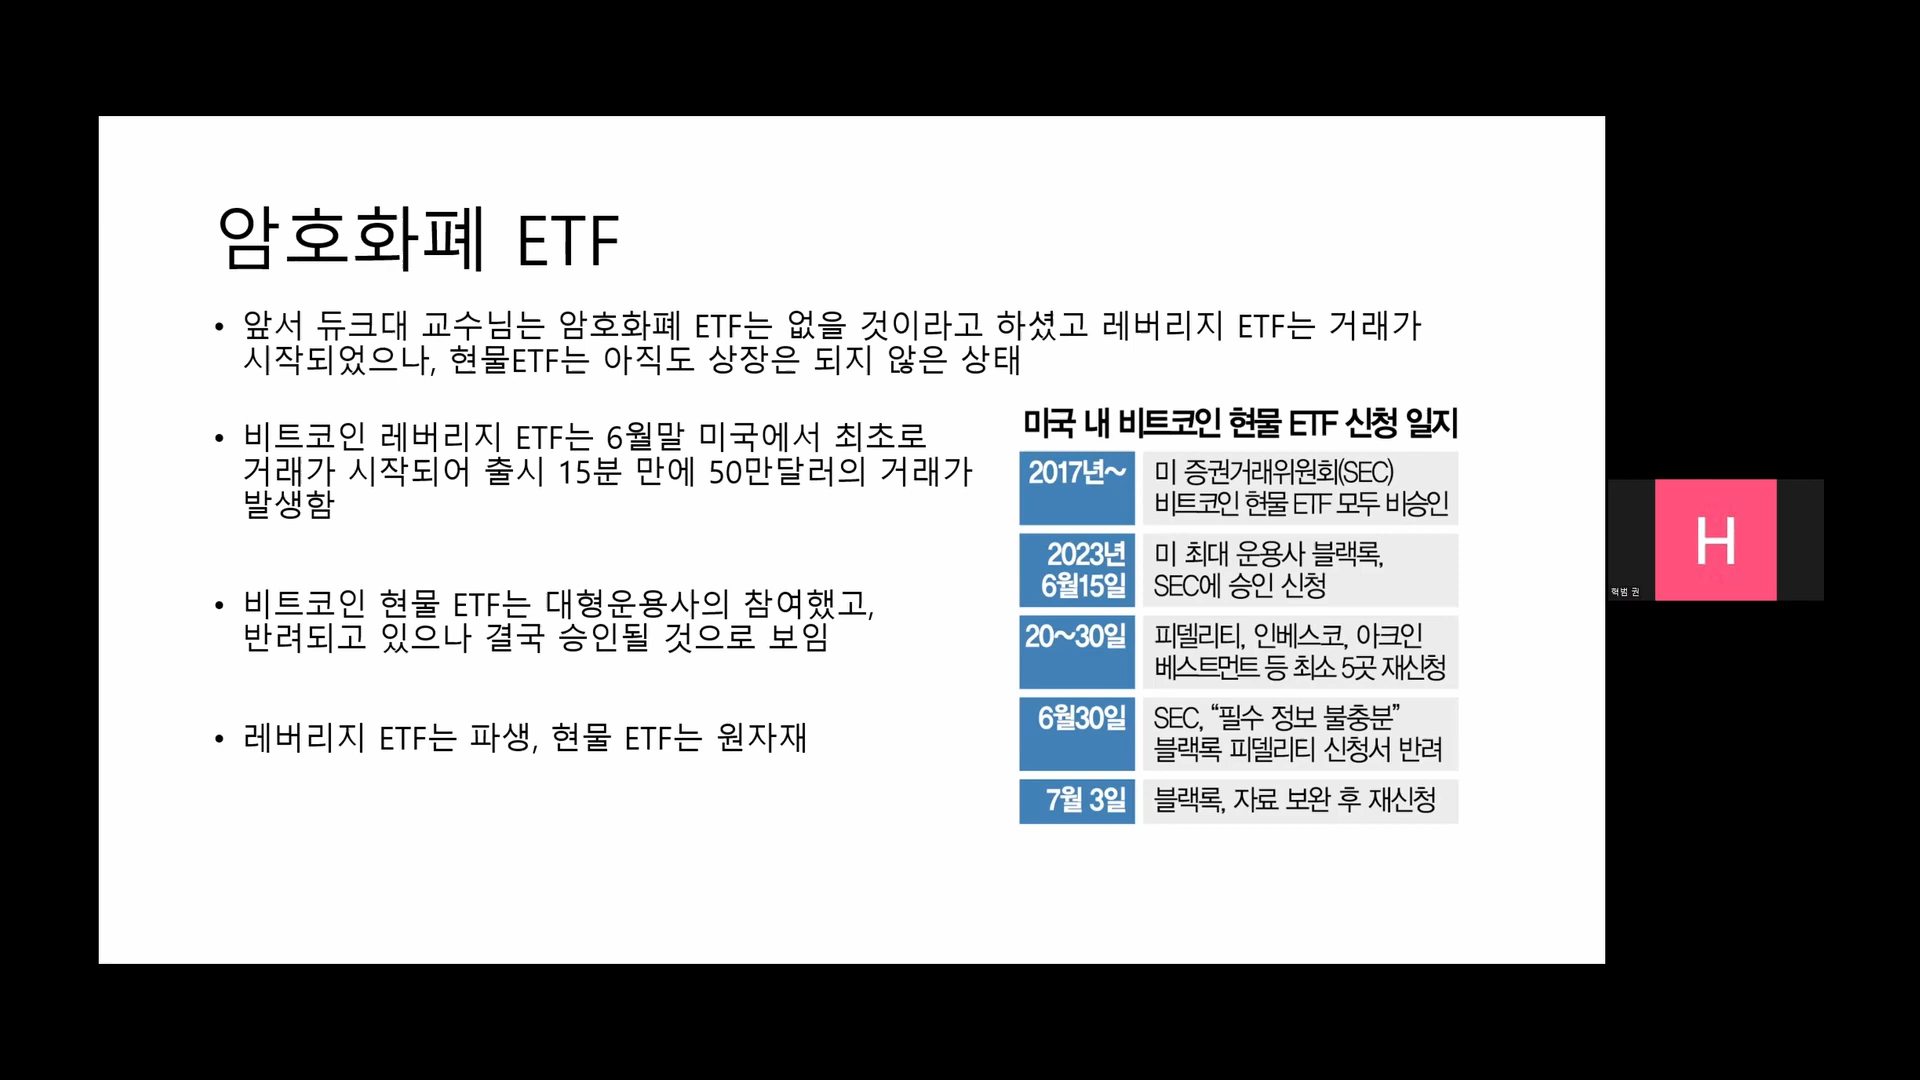 암호화폐 ETF
• 앞서 듀크대 교수님는 암호화폐 ETF는 없을 것이라고 하셨고 레버리지 ETF는 거래가
시작되었으나, 현물ETF는 아직도 상장은 되지 않은 상태
• 비트코인 레버리지 ETF는 6월말 미국에서 최초로
거래가 시작되어 출시 15분 만에 50만달러의 거래가
발생함
• 비트코인 현물 ETF는 대형운용사의 참여했고,
반려되고 있으나 결국 승인될 것으로 보임
• 레버리지 ETF는 파생, 현물 ETF는 원자재
미국 내 비트코인 현물 ETF 신청 일지
2017년~
미 증권거래위원회(SEC)
비트코인 현물 ETF 모두 비승인
2023년
6월15일
미 최대 운용사 블랙록,
SEC에 승인 신청
20~30일
피델리티, 인베스코, 아크인
베스트먼트 등 최소 5곳 재신청
6월30일
SEC, “필수 정보 불충분”
블랙록 피델리티 신청서 반려
7월 3일
블랙록, 자료 보완 후 재신청
H
혁범 권